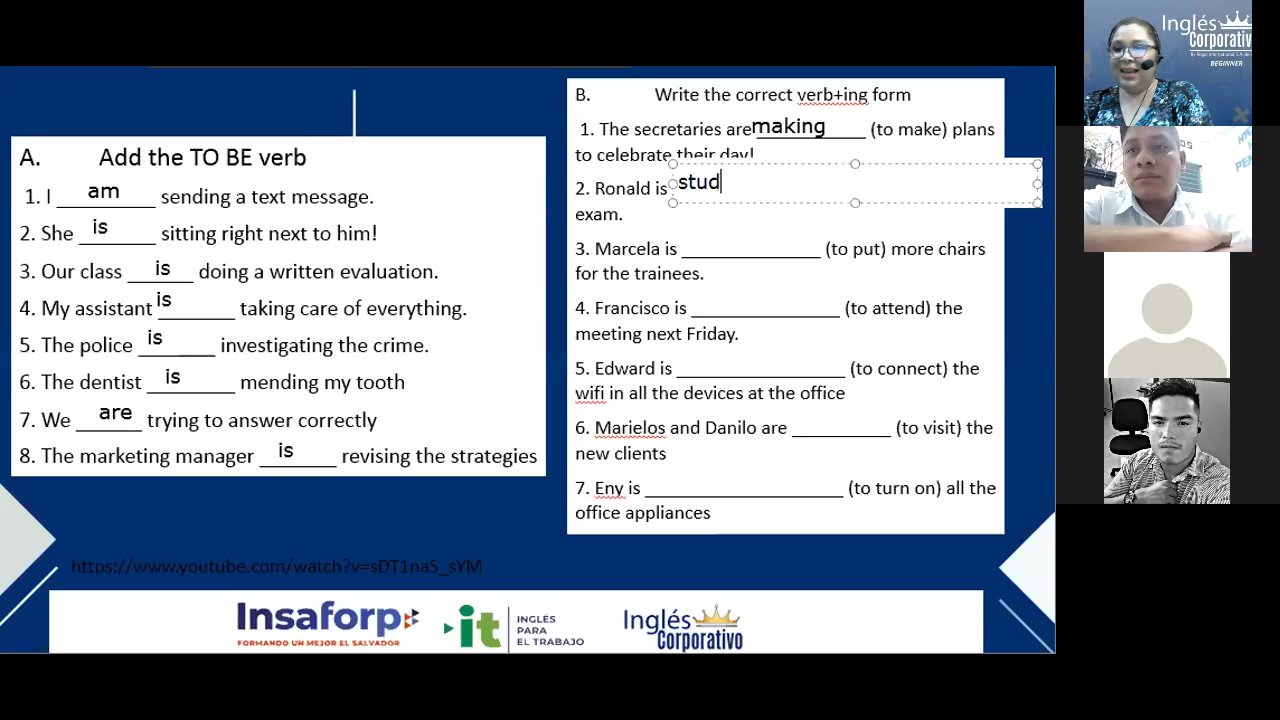 A. Add the TO BE verb
1. I am sending a text message.
2. She is sitting right next to him!
3. Our class is doing a written evaluation.
4. My assistant is taking care of everything.
5. The police is investigating the crime.
6. The dentist is mending my tooth
7. We are trying to answer correctly
8. The marketing manager is revising the strategies
B. Write the correct verb+ing form
1. The secretaries are making (to make) plans
to celebrate their day!
2. Ronald is stud
exam.
3. Marcela is ______________ (to put) more chairs
for the trainees.
4. Francisco is _______________ (to attend) the
meeting next Friday.
5. Edward is _________________ (to connect) the
wifi in all the devices at the office
6. Marielos and Danilo are __________ (to visit) the
new clients
7. Eny is ____________________ (to turn on) all the
office appliances
https://www.youtube.com/watch?v=sDT1naS_sYM
Insaforp
FORMANDO UN MEJOR EL SALVADOR
it
INGLÉS
PARA
EL TRABAJO
Inglés
Corporativo
Inglés
Corporativo
BEGINNER